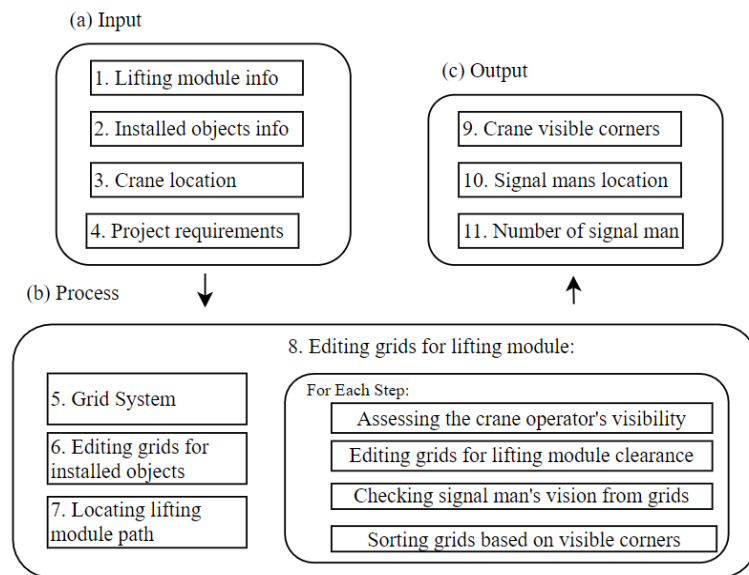 (a) Input
1. Lifting module info
2. Installed objects info
3. Crane location
4. Project requirements
(c) Output
9. Crane visible corners
10. Signal mans location
11. Number of signal man
(b) Process
5. Grid System
6. Editing grids for
installed objects
7. Locating lifting
module path
8. Editing grids for lifting module:
For Each Step:
Assessing the crane operator's visibility
Editing grids for lifting module clearance
Checking signal man's vision from grids
Sorting grids based on visible corners